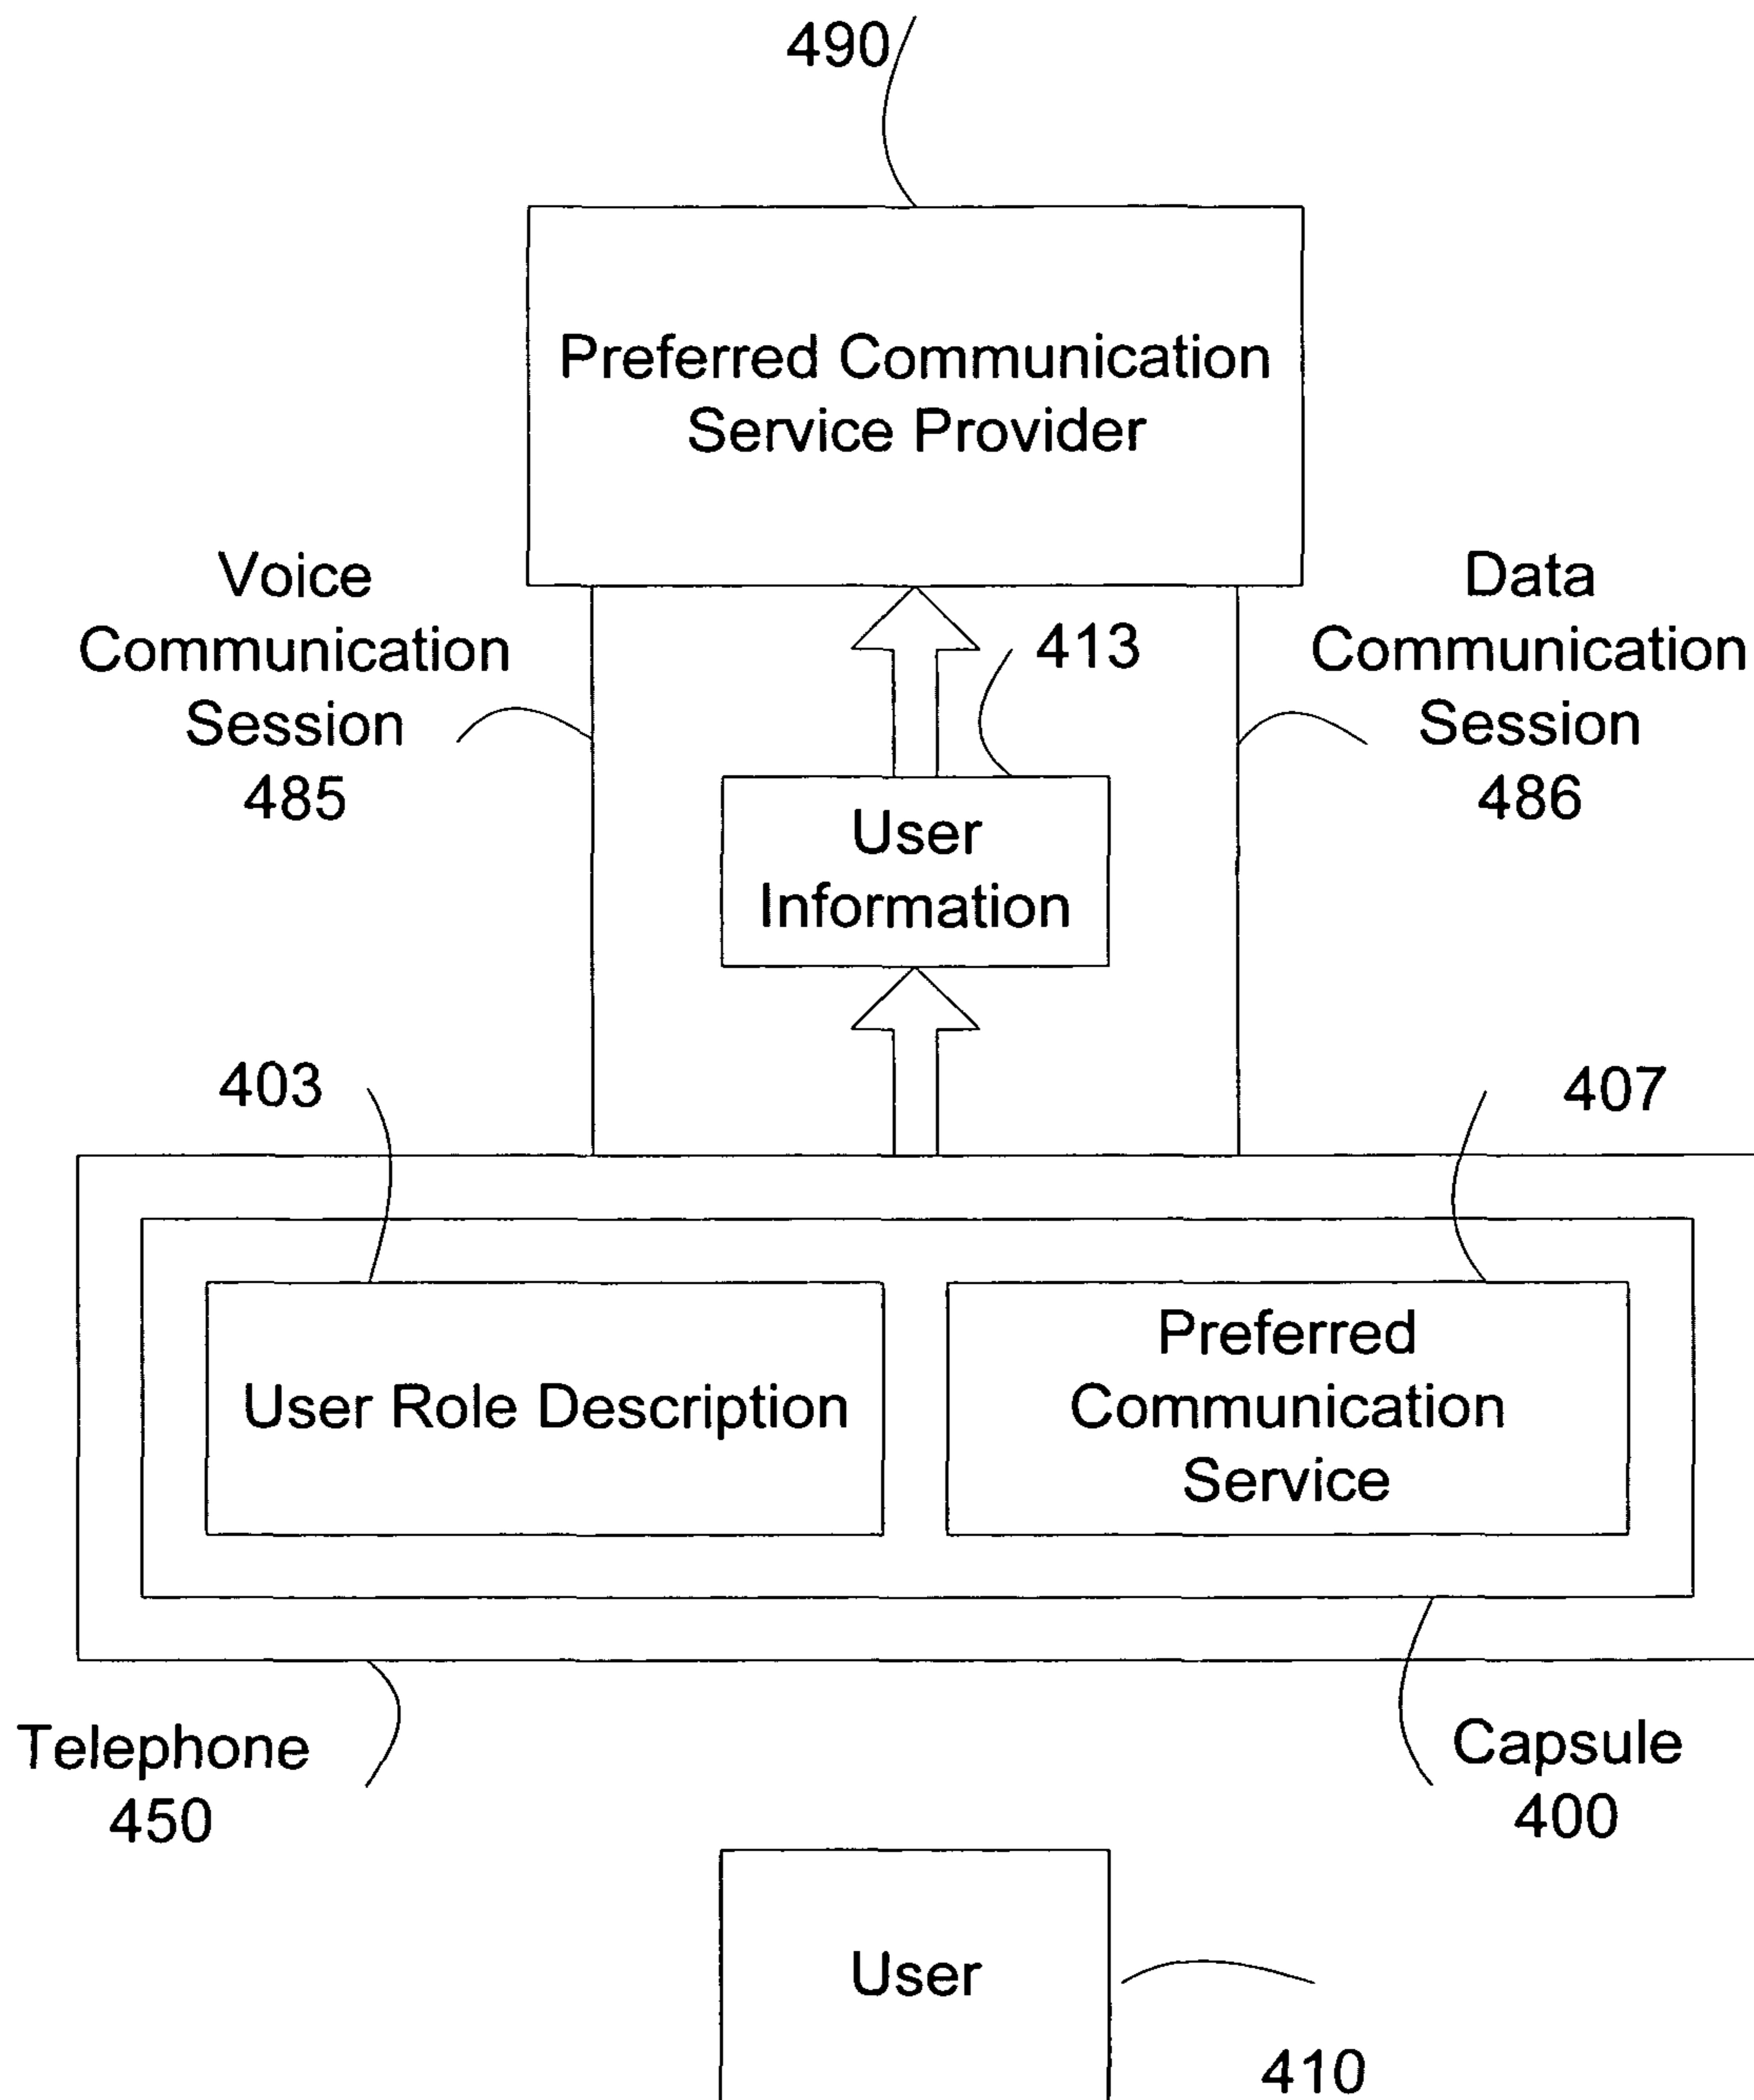 490
Preferred Communication
Service Provider
Voice
Communication
Session
485
Data
Communication
Session
486
413
User
Information
403
407
User Role Description
Preferred
Communication
Service
Telephone
450
Capsule
400
User
410